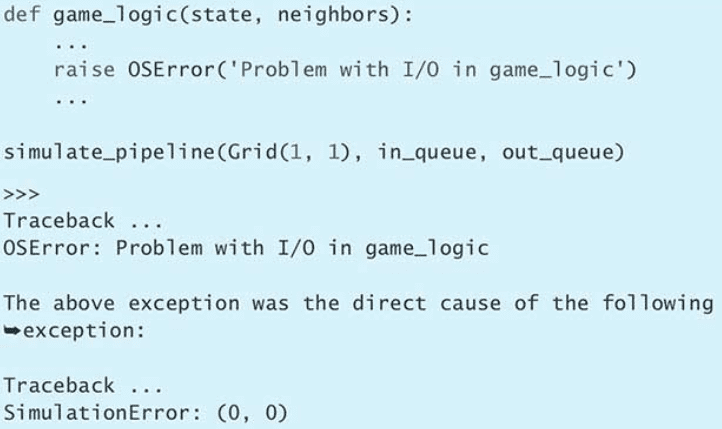 def game_logic(state, neighbors):
    ...
    raise OSError('Problem with I/O in game_logic')
    ...
simulate_pipeline(Grid(1, 1), in_queue, out_queue)
>>>
Traceback ...
OSError: Problem with I/O in game_logic
The above exception was the direct cause of the following
➥exception:
Traceback ...
SimulationError: (0, 0)